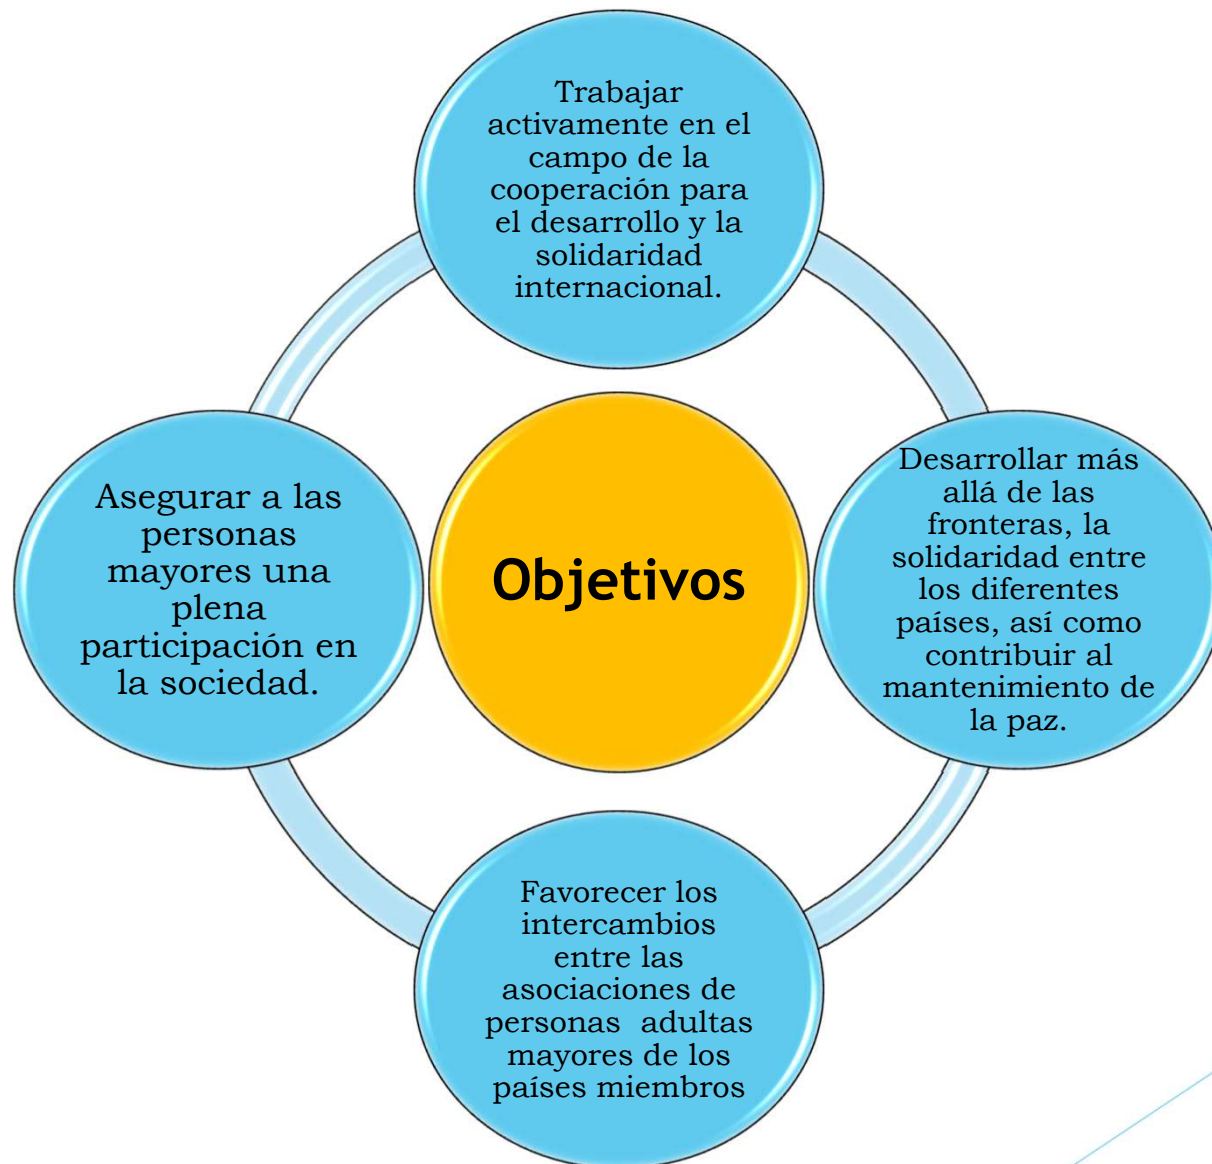 Trabajar
activamente en el
campo de la
cooperación para
el desarrollo y la
solidaridad
internacional.
Desarrollar más
allá de las
fronteras, la
solidaridad entre
los diferentes
países, así como
contribuir al
mantenimiento de
la paz.
Favorecer los
intercambios
entre las
asociaciones de
personas  adultas
mayores de los
países miembros
Asegurar a las
personas
mayores una
plena
participación en
la sociedad.
Objetivos